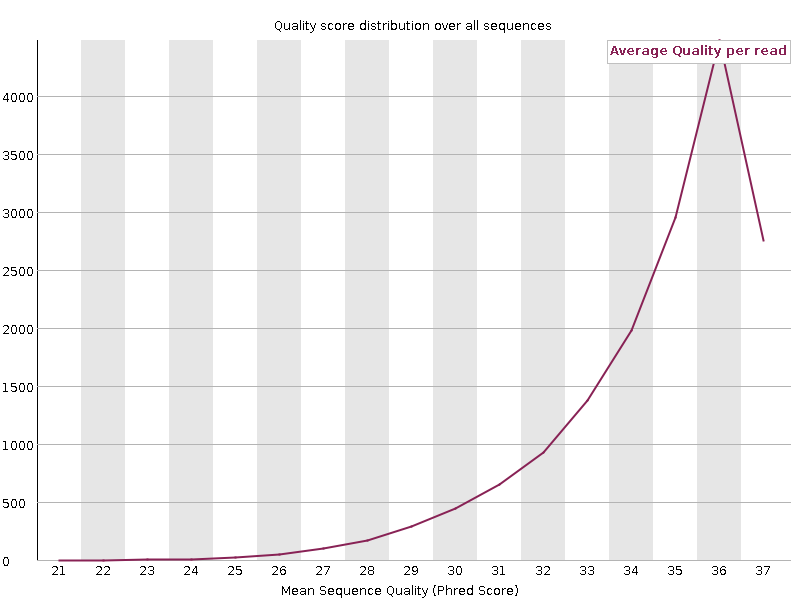 Quality score distribution over all sequences
Average Quality per read
4000
3500
3000
2500
2000
1500
1000
500
0
21 22 23 24 25 26 27 28 29 30 31 32 33 34 35 36 37
Mean Sequence Quality (Phred Score)